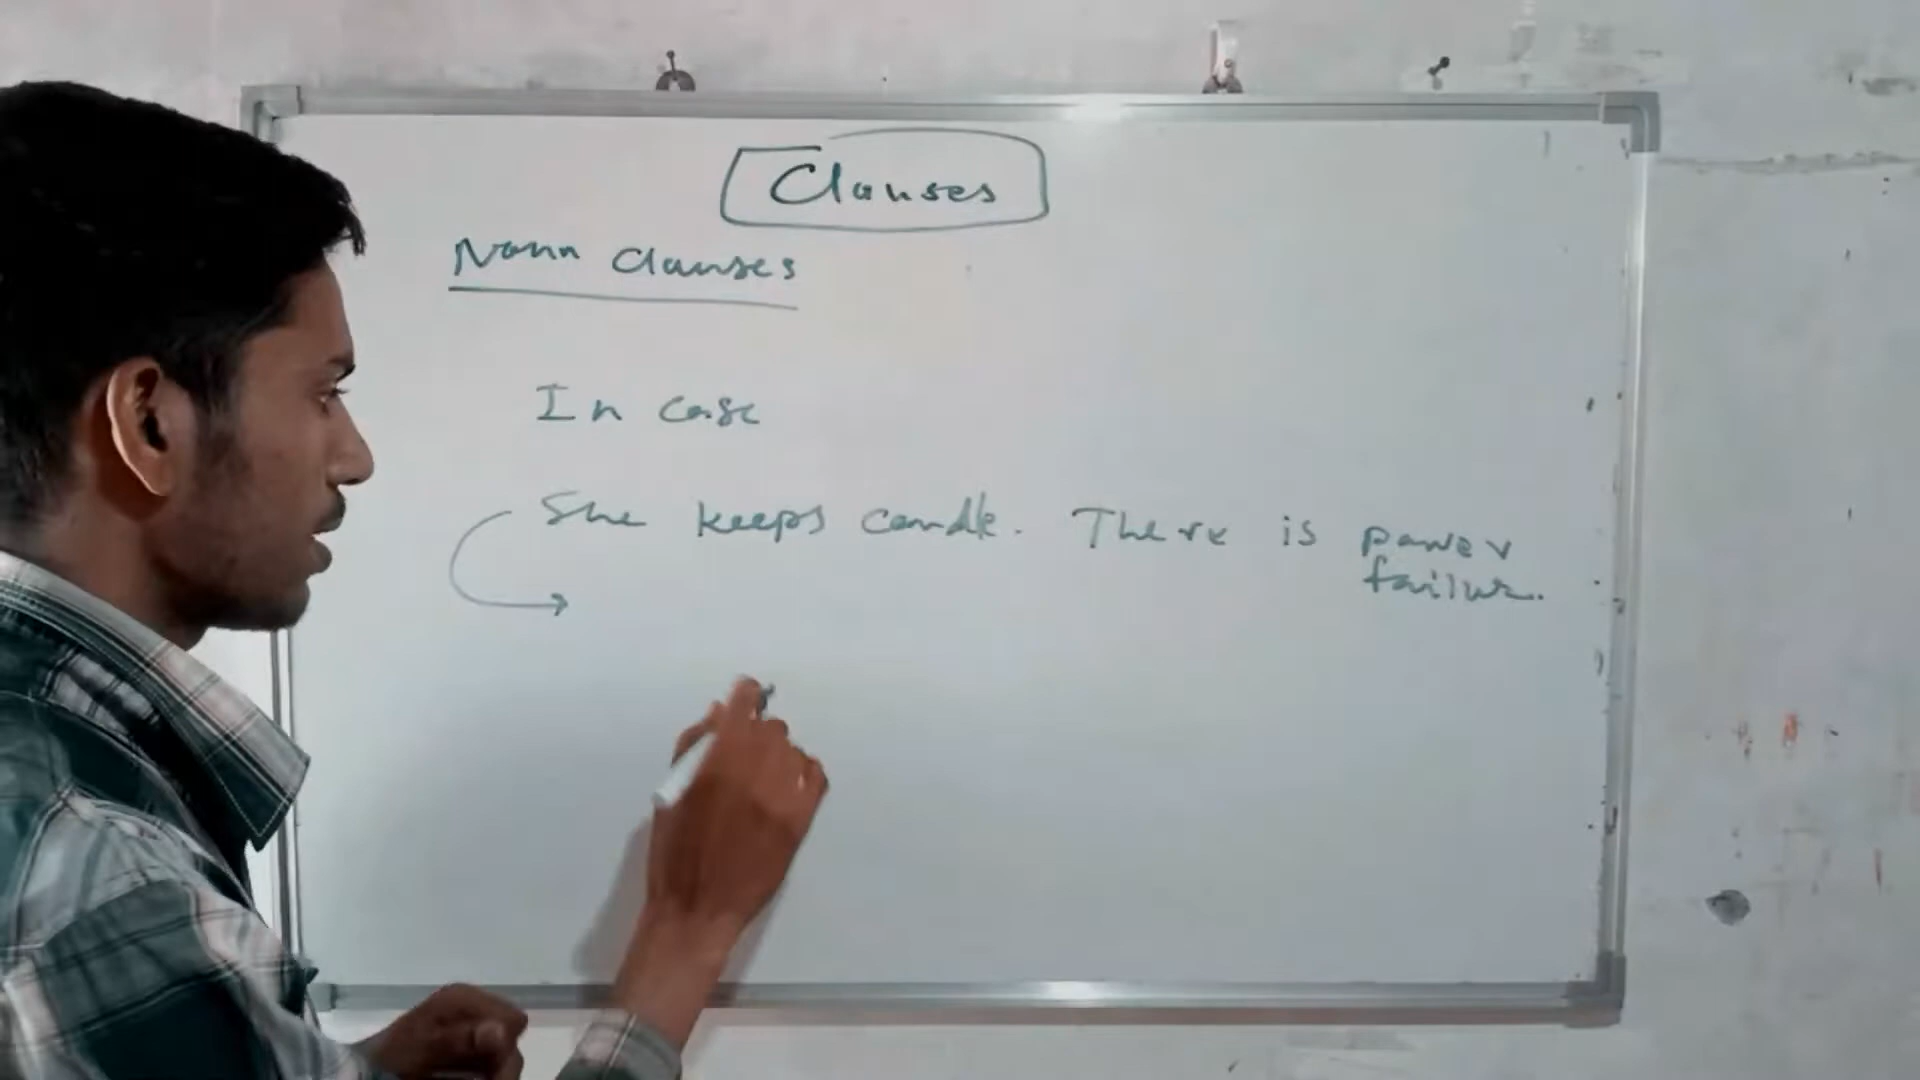 Clauses
Noun Clauses
In case
She keeps candle. There is power
failure.